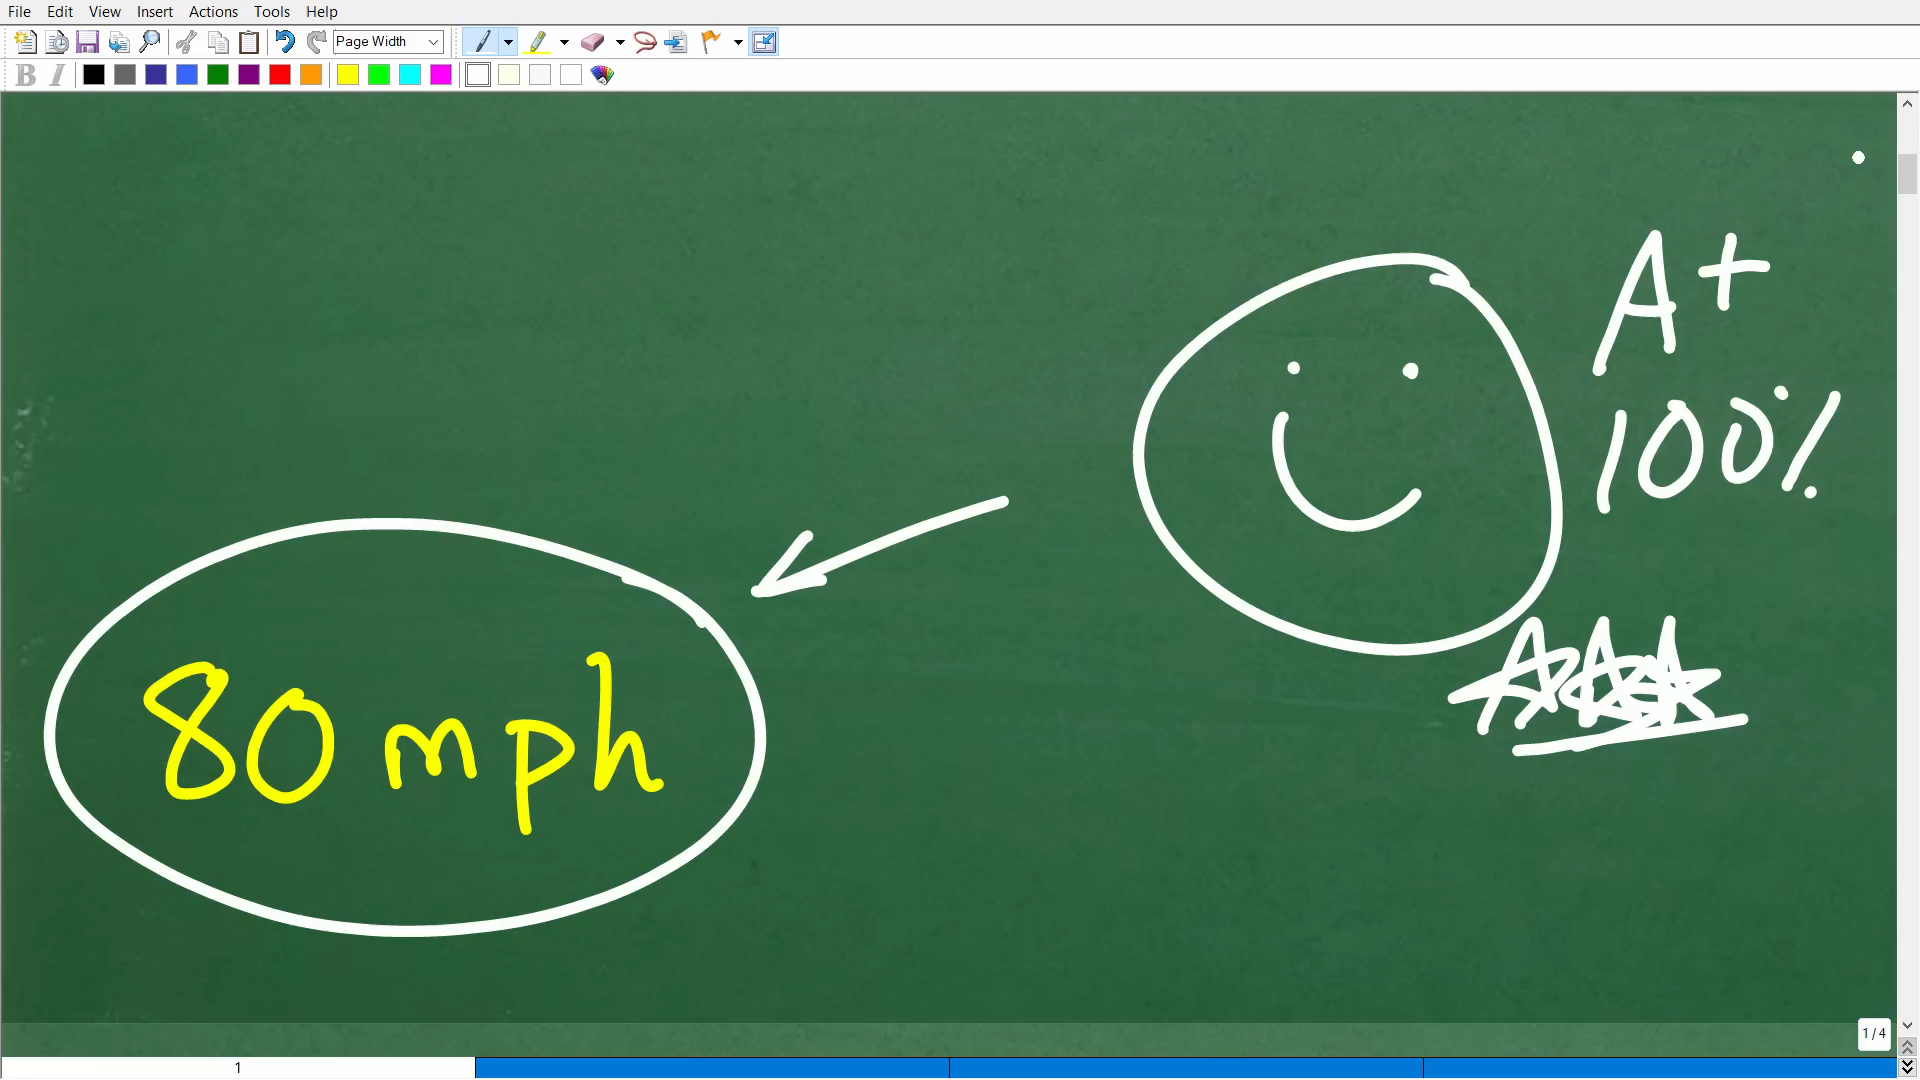 File Edit View Insert Actions Tools Help
Page Width
B I
A+
100%
80 mph
1 / 4
1